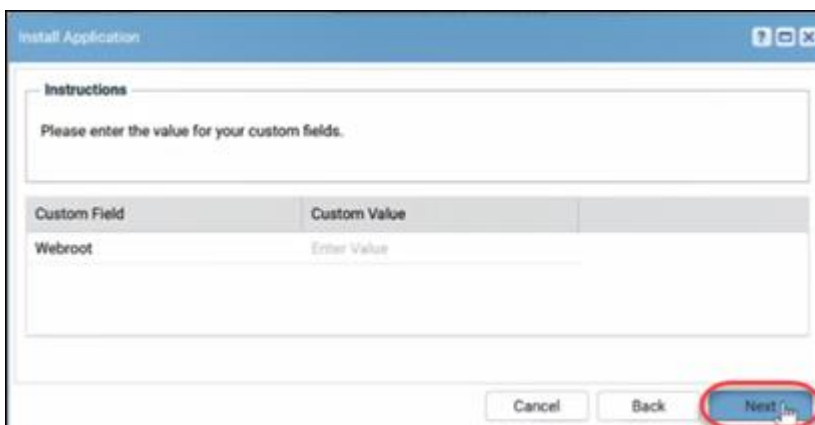 Install Application
Instructions
Please enter the value for your custom fields.
Custom Field Custom Value
Webroot Enter Value
Cancel Back Next